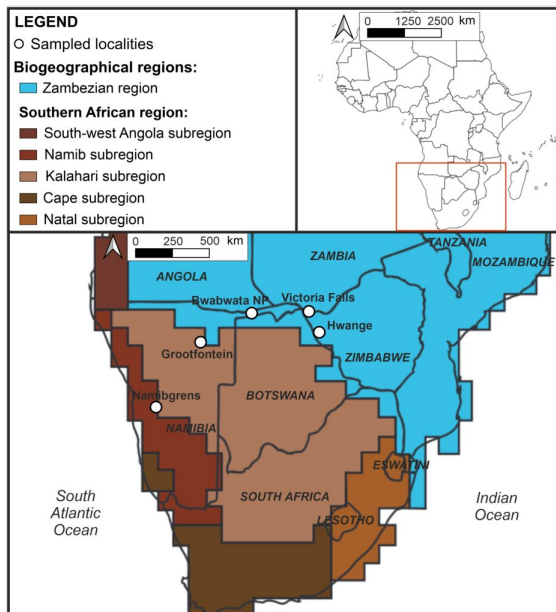 LEGEND
Sampled localities
Biogeographical regions:
Zambezian region
Southern African region:
South-west Angola subregion
Namib subregion
Kalahari subregion
Cape subregion
Natal subregion
0 1250 2500 km
0 250 500 km
TANZANIA
ZAMBIA
MOZAMBIQUE
ANGOLA
Bwabwata NP
Victoria Falls
Hwange
Grootfontein
ZIMBABWE
Namibgrens
BOTSWANA
NAMIBIA
ESWATINI
SOUTH AFRICA
LESOTHO
South
Atlantic
Ocean
Indian
Ocean